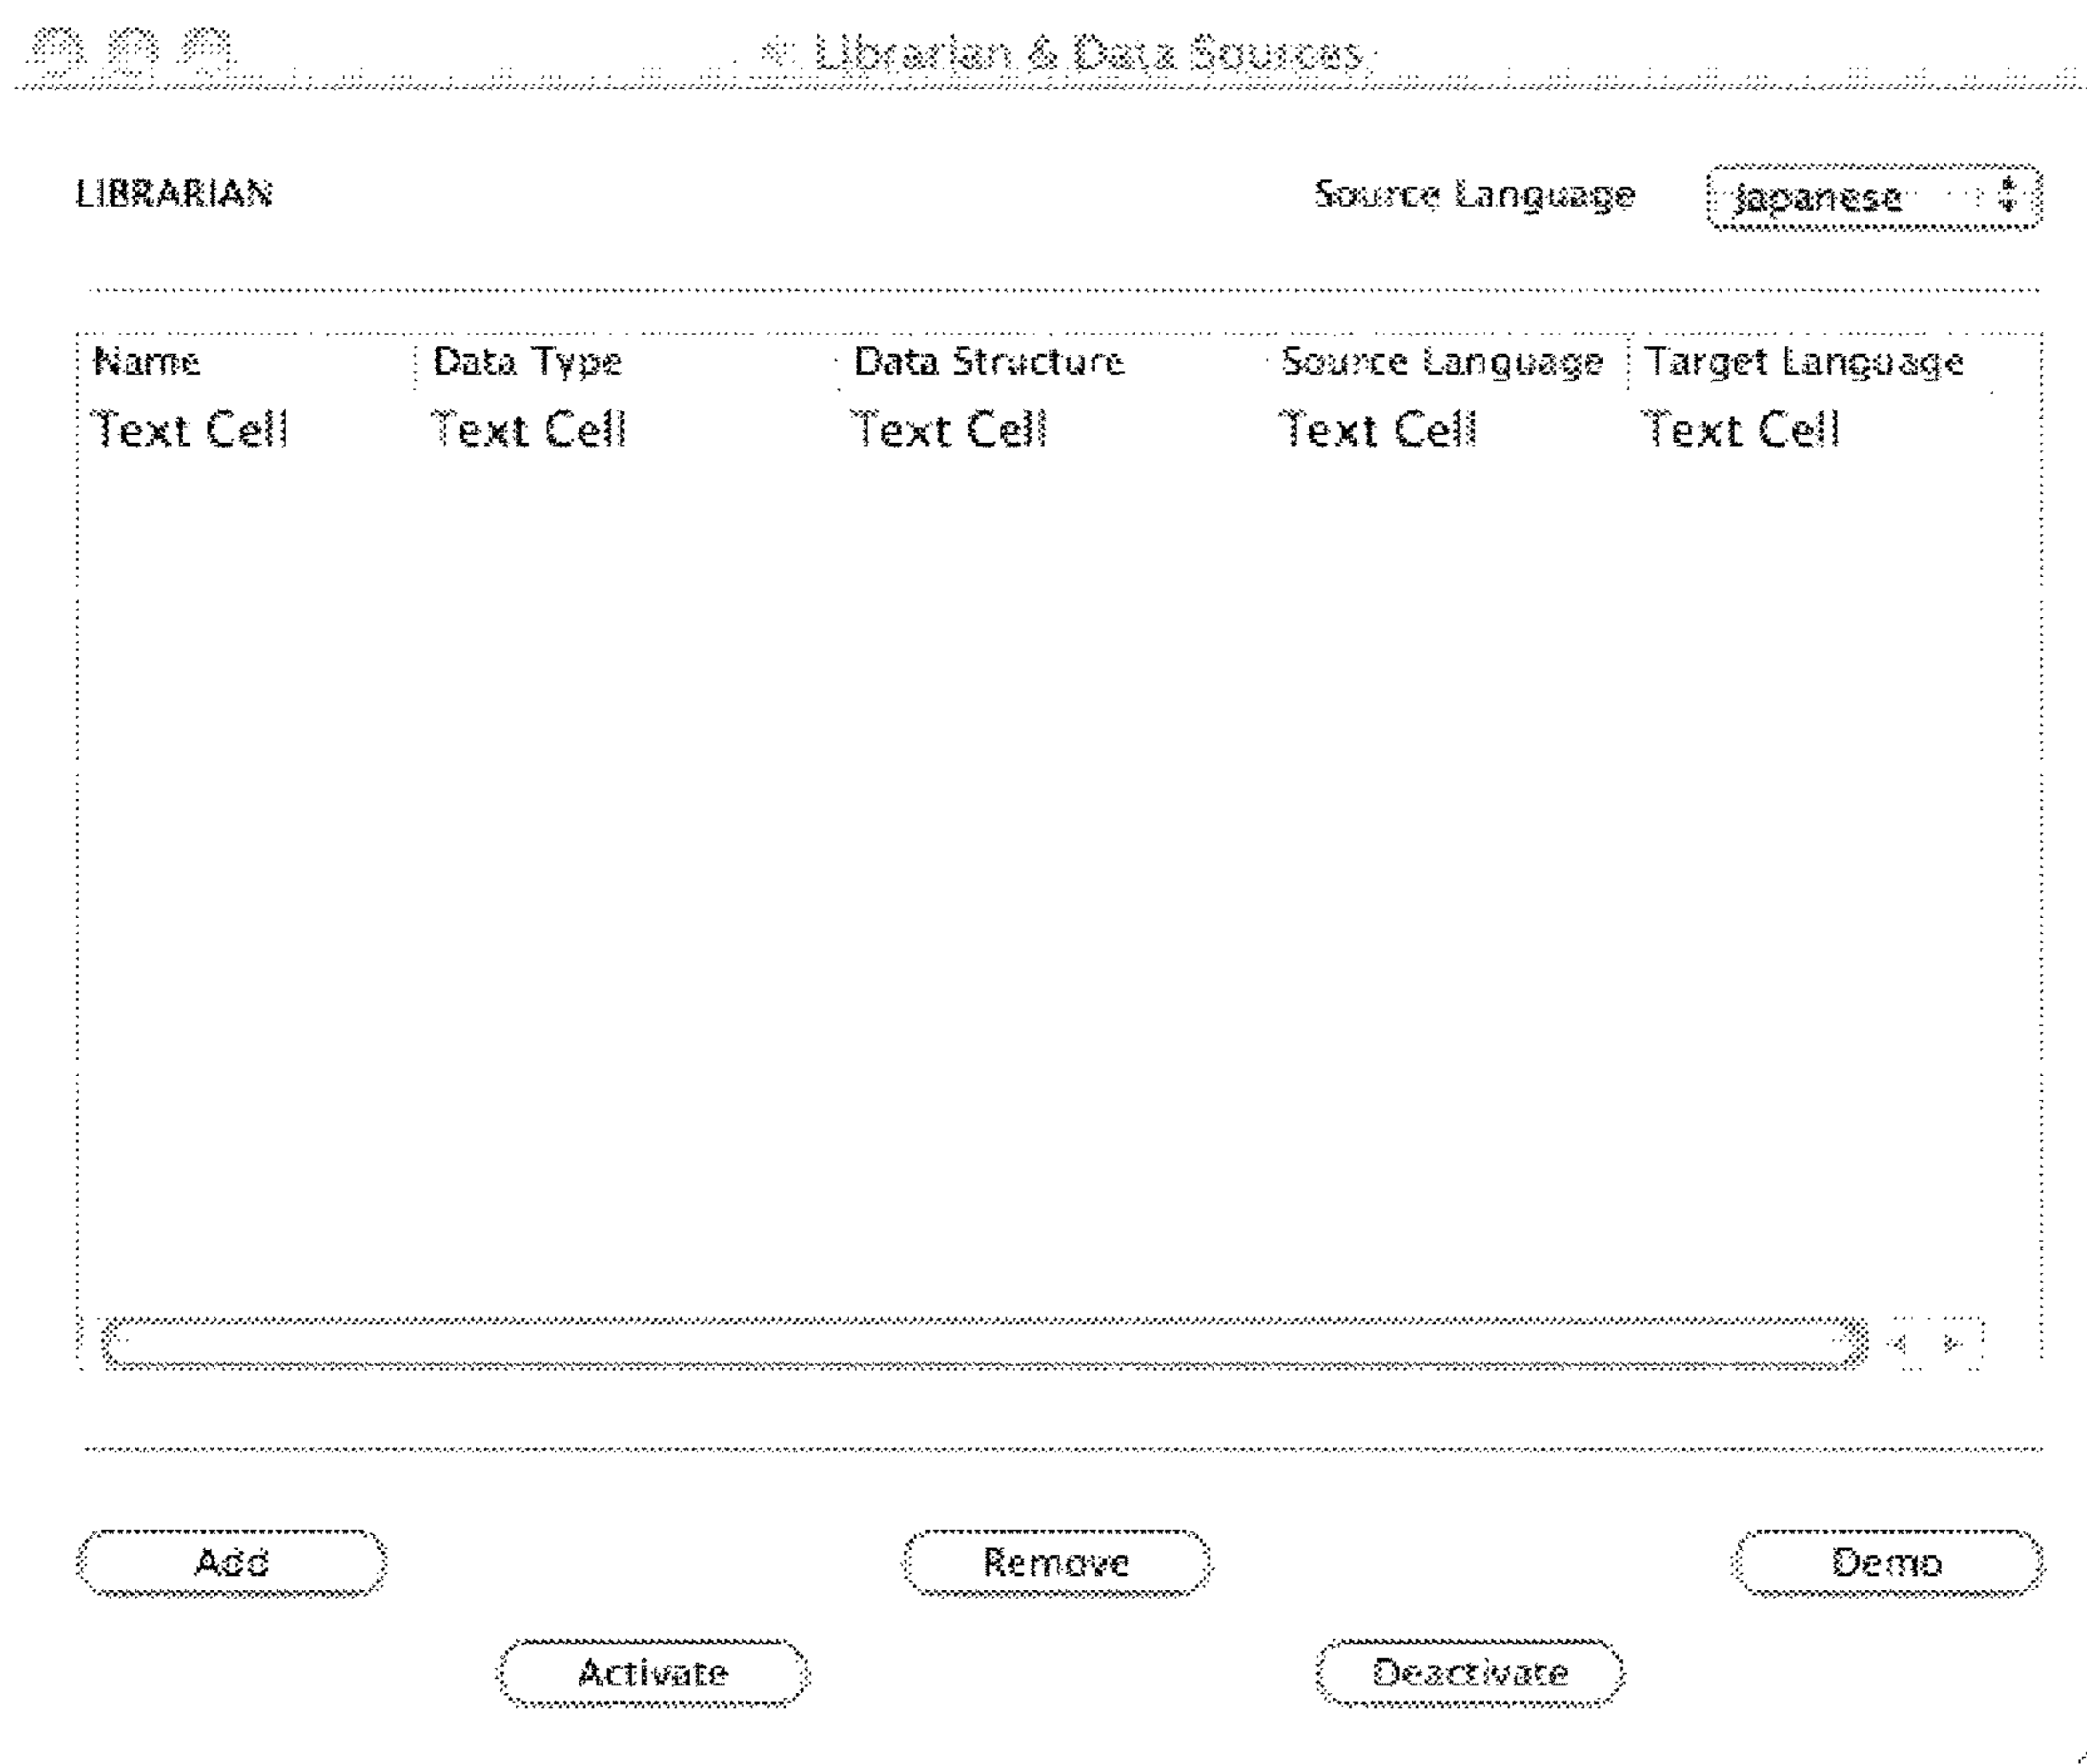 Librarian & Data Sources
LIBRARIAN Source Language Japanese
Name Data Type Data Structure Source Language Target Language
Text Cell Text Cell Text Cell Text Cell Text Cell
Add Remove Demo
Activate Deactivate